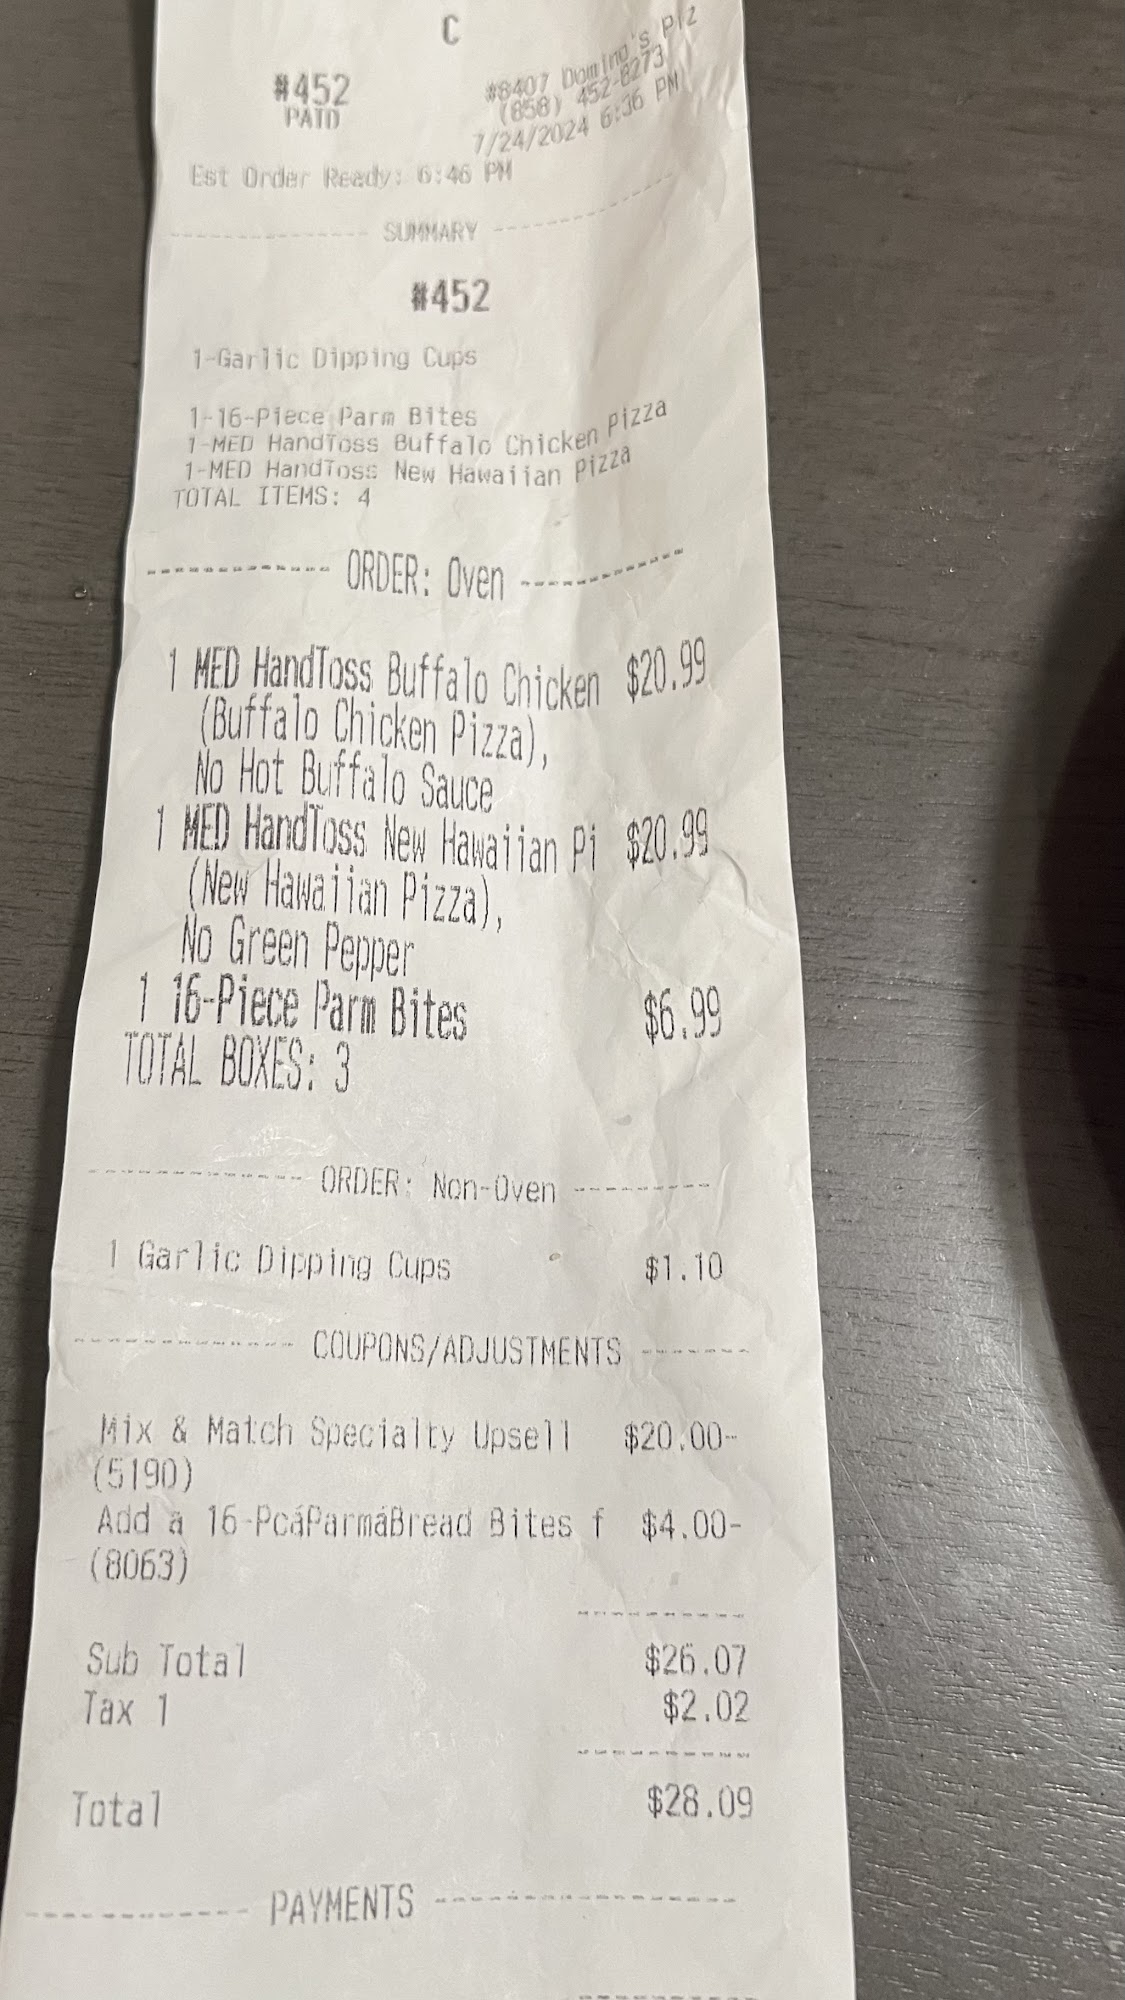 C
#452
PAID
#8407 Domino's Piz
(858) 452-8273
7/24/2024 6:36 PM
Est Order Ready: 6:46 PM
SUMMARY
#452
1-Garlic Dipping Cups
1-16-Piece Parm Bites
1-MED HandToss Buffalo Chicken Pizza
1-MED HandToss New Hawaiian Pizza
TOTAL ITEMS: 4
ORDER: Oven
1 MED HandToss Buffalo Chicken $20.99
(Buffalo Chicken Pizza),
No Hot Buffalo Sauce
1 MED HandToss New Hawaiian Pi $20.99
(New Hawaiian Pizza),
No Green Pepper
1 16-Piece Parm Bites $6.99
TOTAL BOXES: 3
ORDER: Non-Oven
1 Garlic Dipping Cups $1.10
COUPONS/ADJUSTMENTS
Mix & Match Specialty Upsell $20.00-
(5190)
Add a 16-PcáParmáBread Bites f $4.00-
(8063)
Sub Total $26.07
Tax 1 $2.02
Total $28.09
PAYMENTS